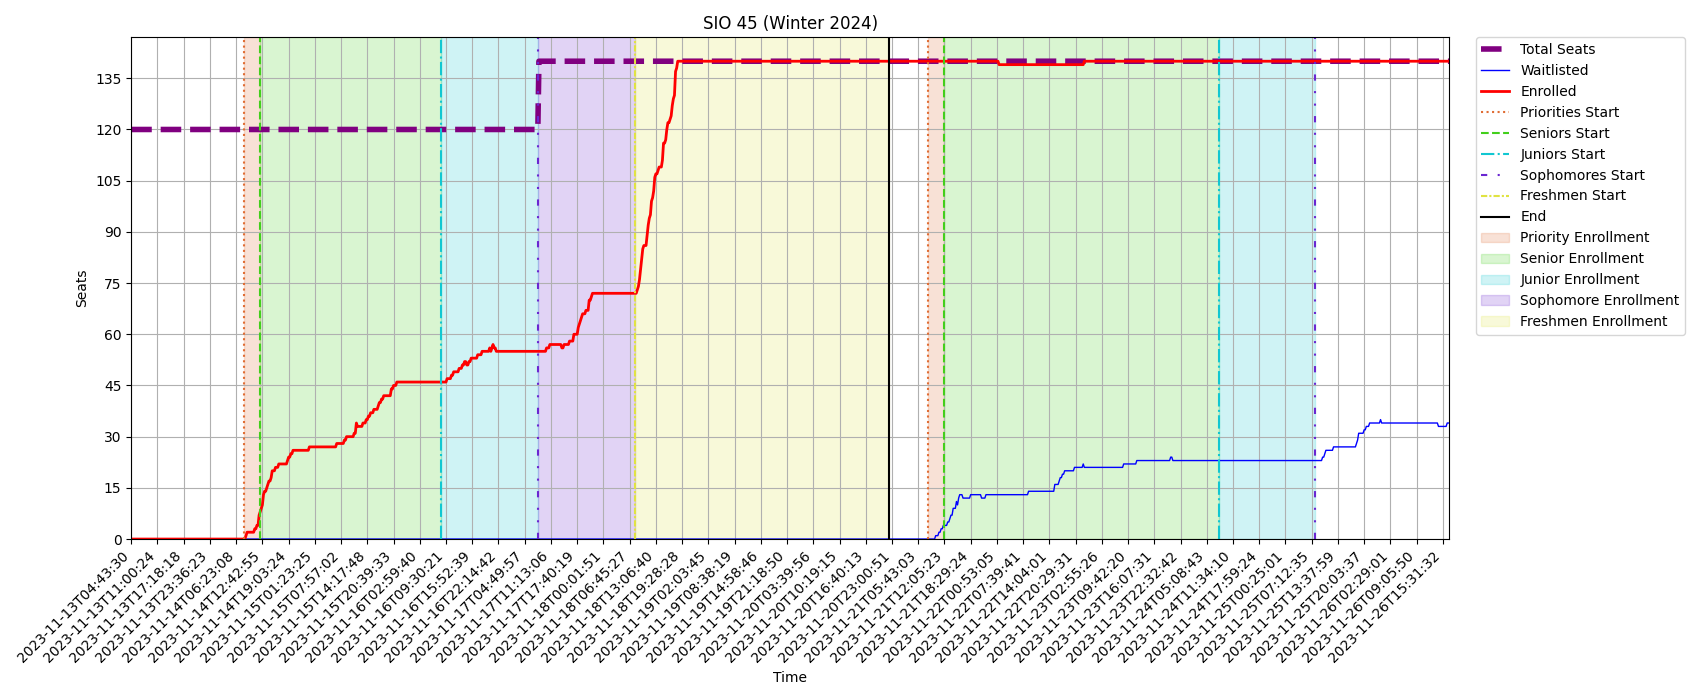 SIO 45 (Winter 2024)
Seats
135
120
105
90
75
60
45
30
15
0
2023-11-13T04:43:30
2023-11-13T11:00:24
2023-11-13T17:18:18
2023-11-13T23:36:23
2023-11-14T06:23:08
2023-11-14T12:42:55
2023-11-14T19:03:24
2023-11-15T01:23:25
2023-11-15T07:57:02
2023-11-15T14:17:48
2023-11-15T20:39:33
2023-11-16T02:59:40
2023-11-16T09:30:21
2023-11-16T15:52:39
2023-11-16T22:14:42
2023-11-17T04:49:57
2023-11-17T11:13:06
2023-11-17T17:40:19
2023-11-18T00:01:51
2023-11-18T06:45:27
2023-11-18T13:06:40
2023-11-18T19:28:28
2023-11-19T02:03:45
2023-11-19T08:38:19
2023-11-19T14:58:46
2023-11-19T21:18:50
2023-11-20T03:39:56
2023-11-20T10:19:15
2023-11-20T16:40:13
2023-11-20T23:00:51
2023-11-21T05:43:03
2023-11-21T12:05:23
2023-11-21T18:29:24
2023-11-22T00:53:05
2023-11-22T07:39:41
2023-11-22T14:04:01
2023-11-22T20:29:31
2023-11-23T02:55:26
2023-11-23T09:42:20
2023-11-23T16:07:31
2023-11-23T22:32:42
2023-11-24T05:08:43
2023-11-24T11:34:10
2023-11-24T17:59:24
2023-11-25T00:25:01
2023-11-25T07:12:35
2023-11-25T13:37:59
2023-11-25T20:03:37
2023-11-26T02:29:01
2023-11-26T09:05:50
2023-11-26T15:31:32
Time
Total Seats
Waitlisted
Enrolled
Priorities Start
Seniors Start
Juniors Start
Sophomores Start
Freshmen Start
End
Priority Enrollment
Senior Enrollment
Junior Enrollment
Sophomore Enrollment
Freshmen Enrollment